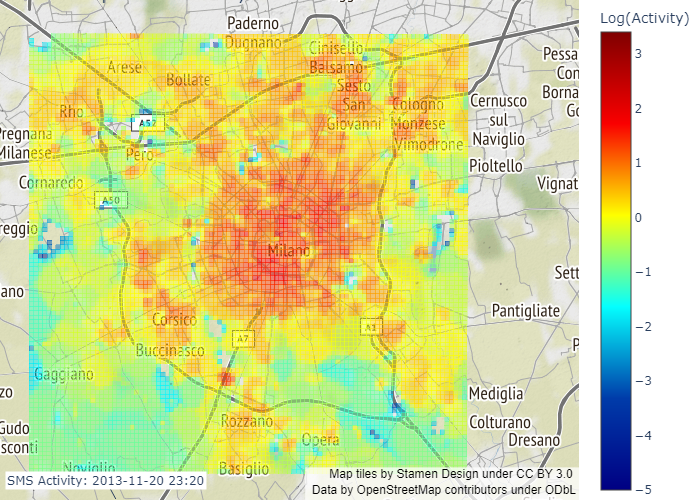 Paderno
Dugnano
Cinisello
Balsamo
Arese
Bollate
Sesto
San
Giovanni
Rho
Cologno
Monzese
Vimodrone
Cernusco
sul
Naviglio
Pioltello
Pessa
Con
Borna
Go
A52
Pregnana
Milanese
Pero
Cornaredo
A50
Vignat
reggio
Milano
Sett
ano
Pantigliate
Corsico
A7
A1
P
Buccinasco
Gaggiano
zo
Mediglia
Rozzano
Colturano
Gudo
sconti
Opera
Dresano
Noviglio
Basiglio
SMS Activity: 2013-11-20 23:20
Map tiles by Stamen Design under CC BY 3.0
Data by OpenStreetMap contributors under ODbL
Log(Activity)
3
2
1
0
−1
−2
−3
−4
−5